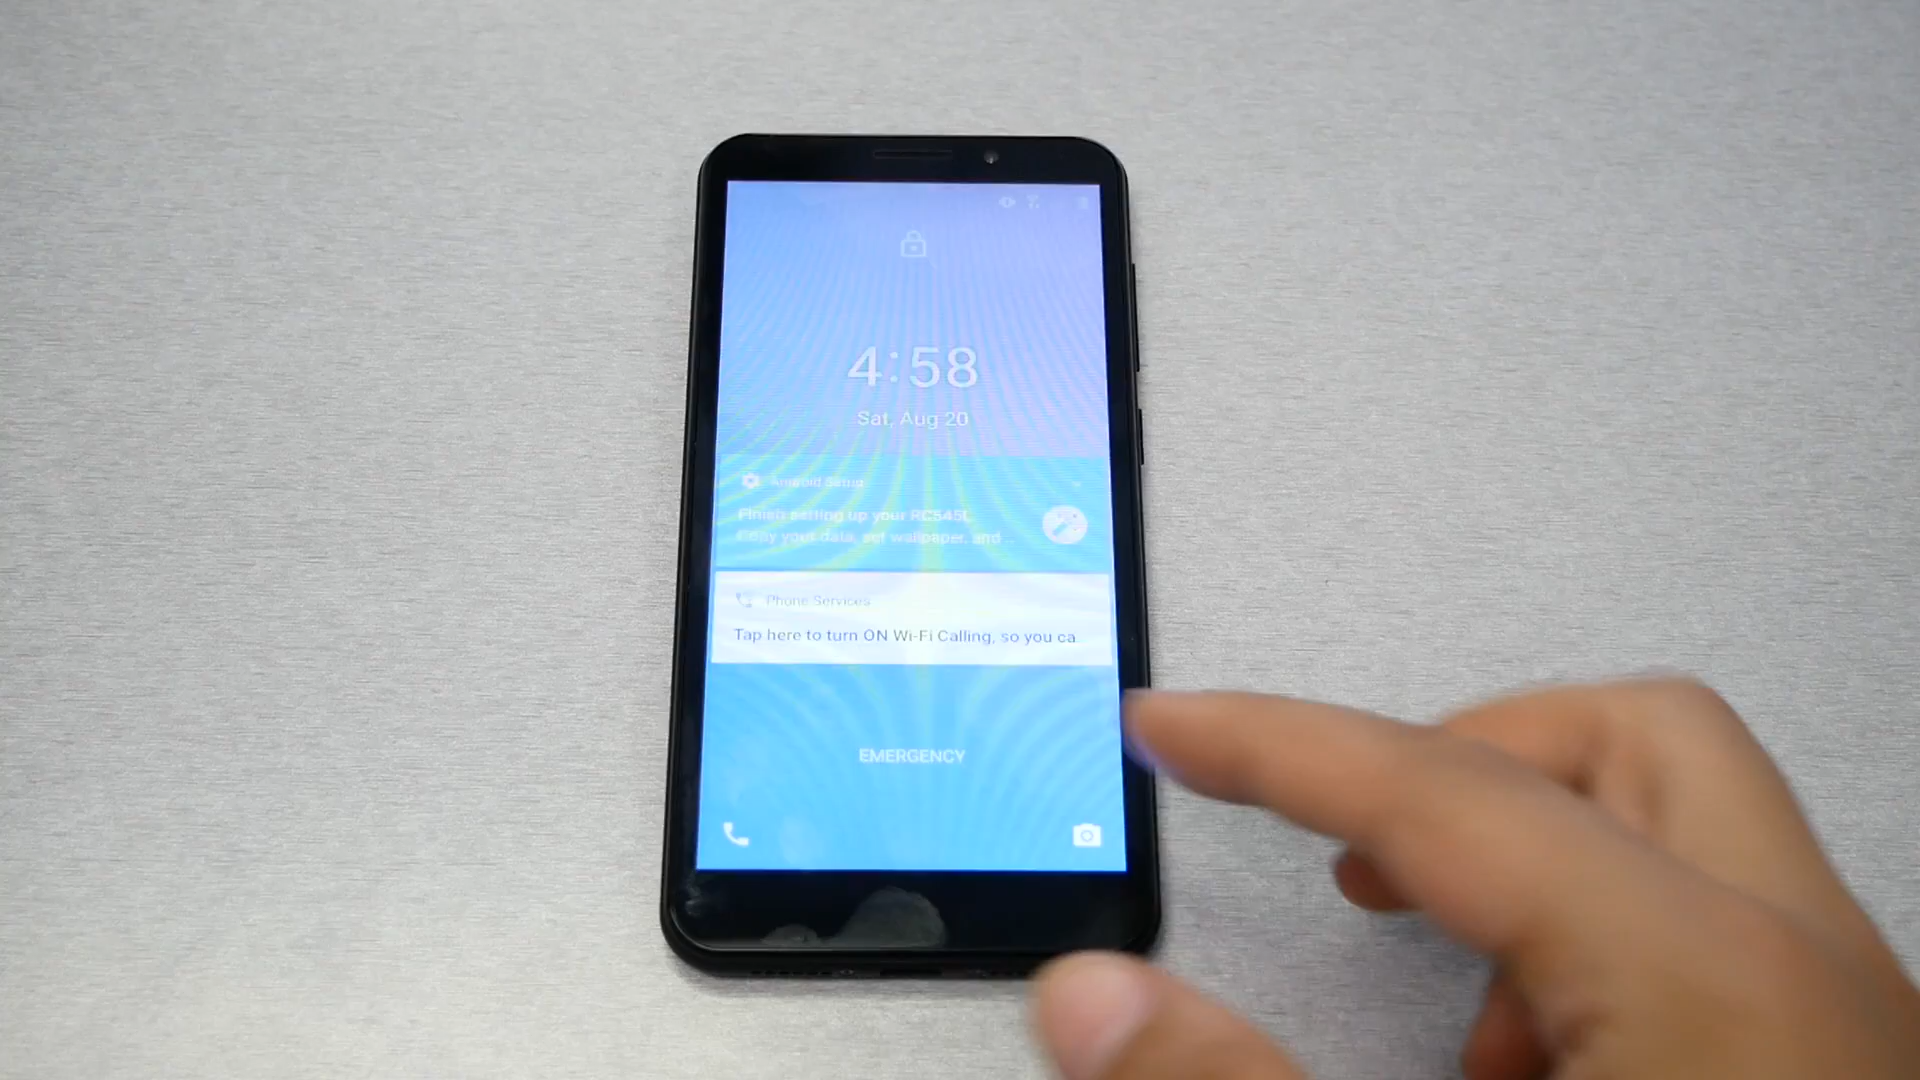 4:58
Sat, Aug 20
Android Setup
Finish setting up your RC545L
Copy your data, set wallpaper, and ...
Phone Services
Tap here to turn ON Wi-Fi Calling, so you ca
EMERGENCY